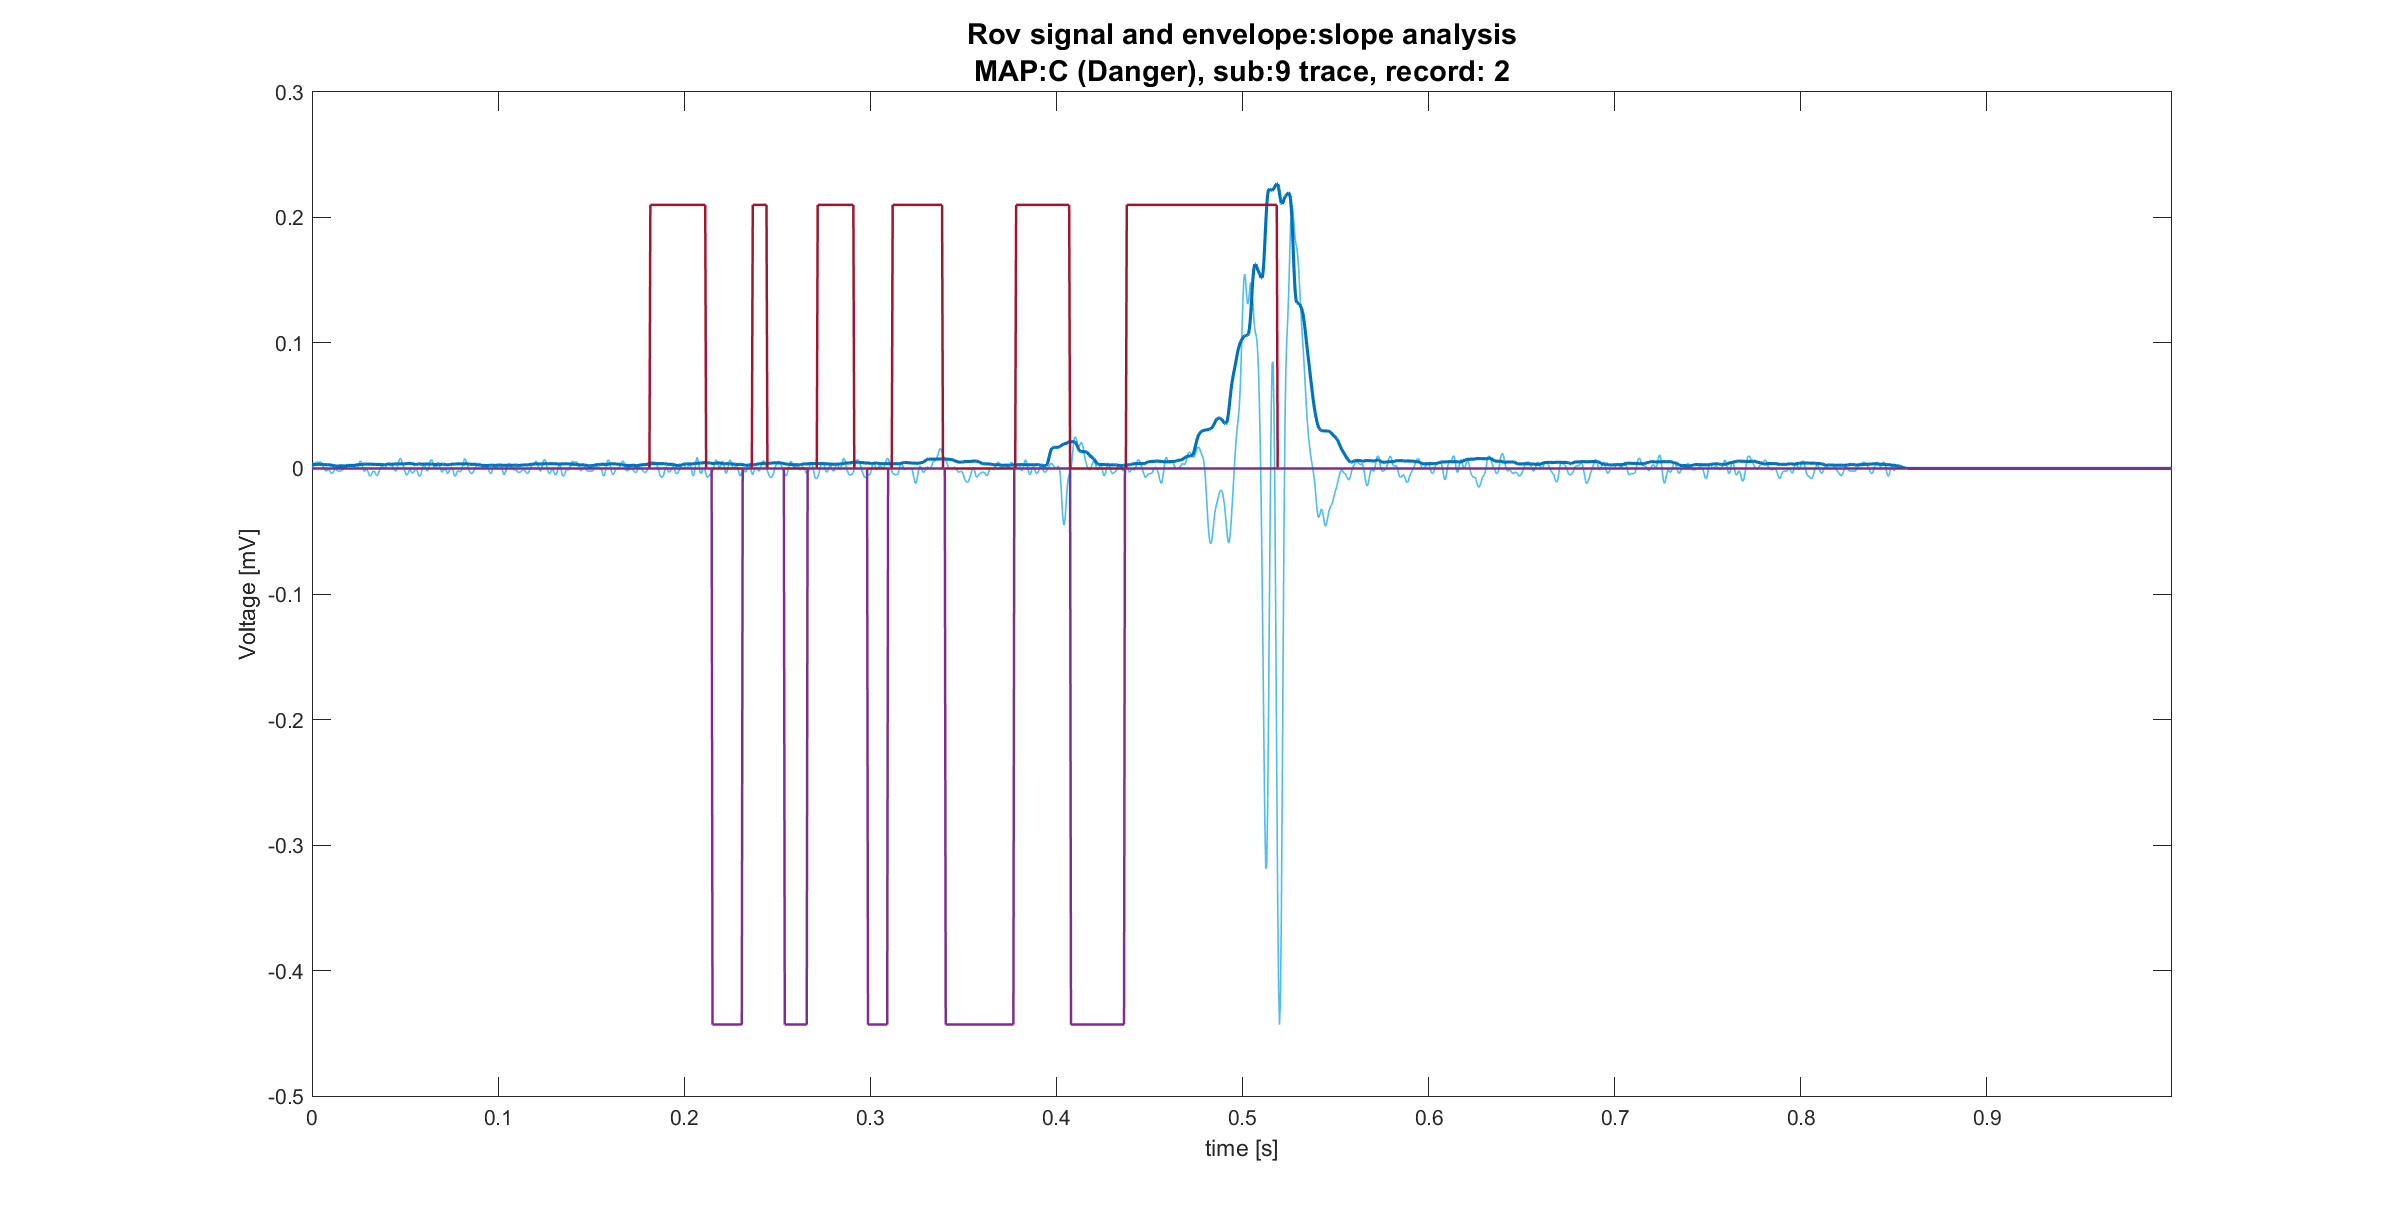 Rov signal and envelope:slope analysis
MAP:C (Danger), sub:9 trace, record: 2
0.3
0.2
0.1
0
-0.1
-0.2
-0.3
-0.4
-0.5
Voltage [mV]
0 0.1 0.2 0.3 0.4 0.5 0.6 0.7 0.8 0.9
time [s]